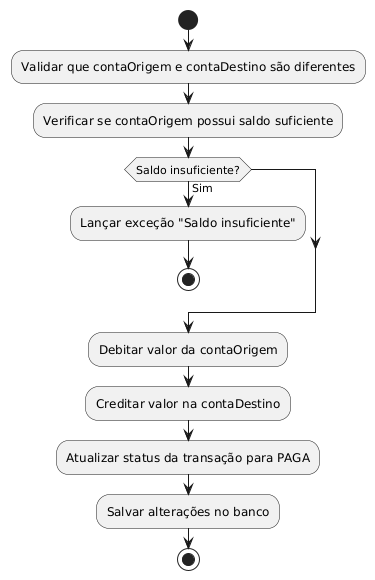 Validar que contaOrigem e contaDestino são diferentes
Verificar se contaOrigem possui saldo suficiente
Saldo insuficiente?
Sim
Lançar exceção "Saldo insuficiente"
Debitar valor da contaOrigem
Creditar valor na contaDestino
Atualizar status da transação para PAGA
Salvar alterações no banco